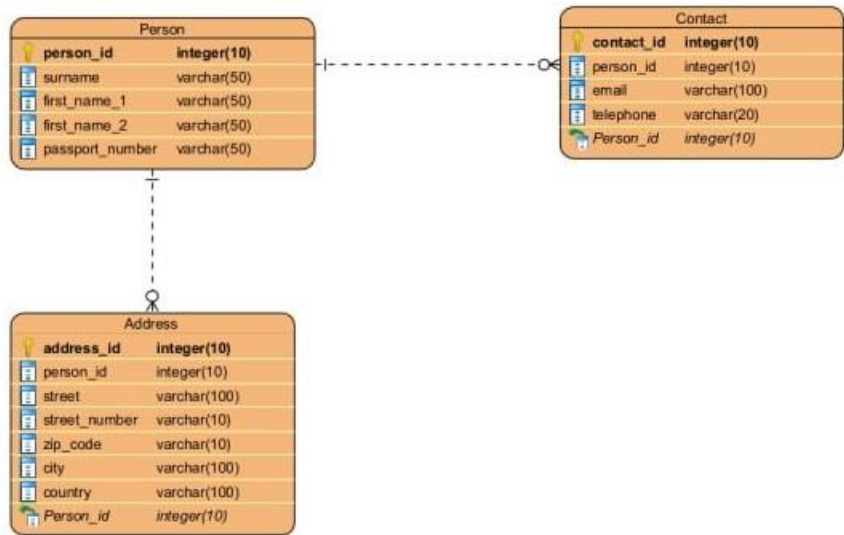 Person
person_id integer(10)
surname varchar(50)
first_name_1 varchar(50)
first_name_2 varchar(50)
passport_number varchar(50)
Contact
contact_id integer(10)
person_id integer(10)
email varchar(100)
telephone varchar(20)
Person_id integer(10)
Address
address_id integer(10)
person_id integer(10)
street varchar(100)
street_number varchar(10)
zip_code varchar(10)
city varchar(100)
country varchar(100)
Person_id integer(10)